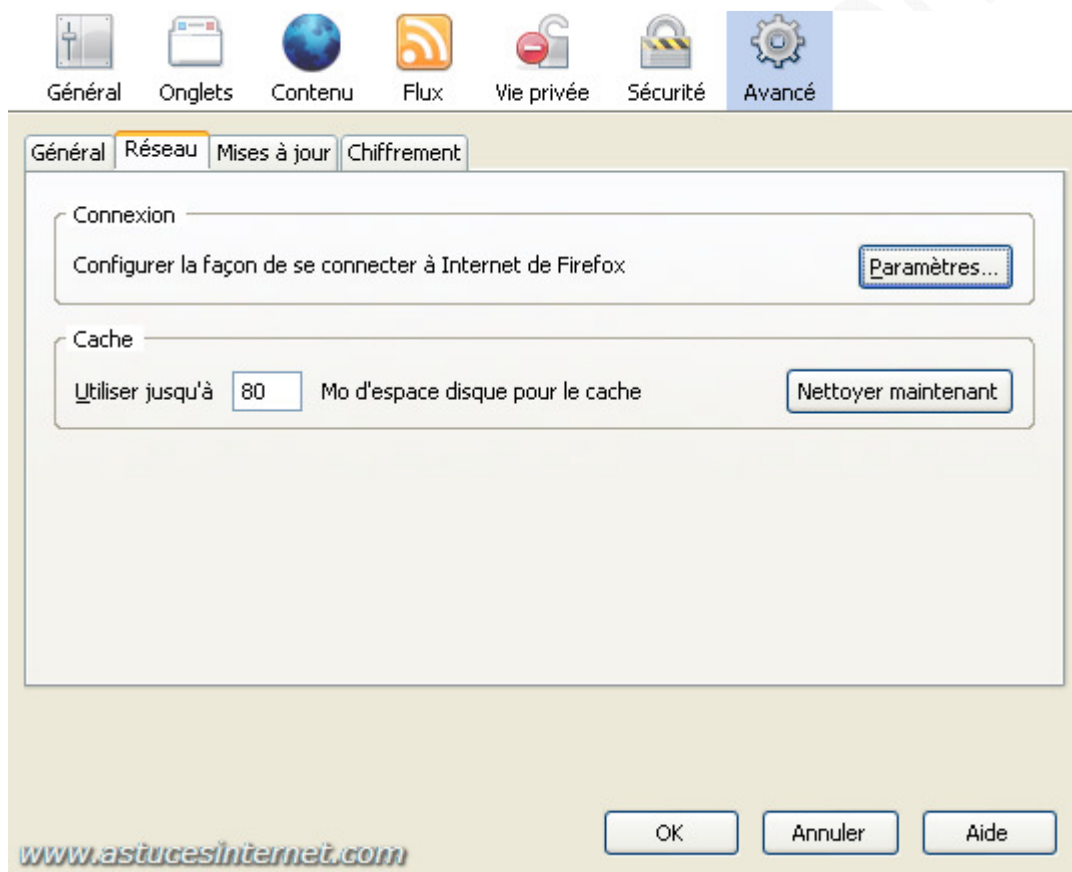 Général Onglets Contenu Flux Vie privée Sécurité Avancé
Général Réseau Mises à jour Chiffrement
Connexion
Configurer la façon de se connecter à Internet de Firefox Paramètres...
Cache
Utiliser jusqu'à 80 Mo d'espace disque pour le cache Nettoyer maintenant
OK Annuler Aide
www.astucesinternet.com